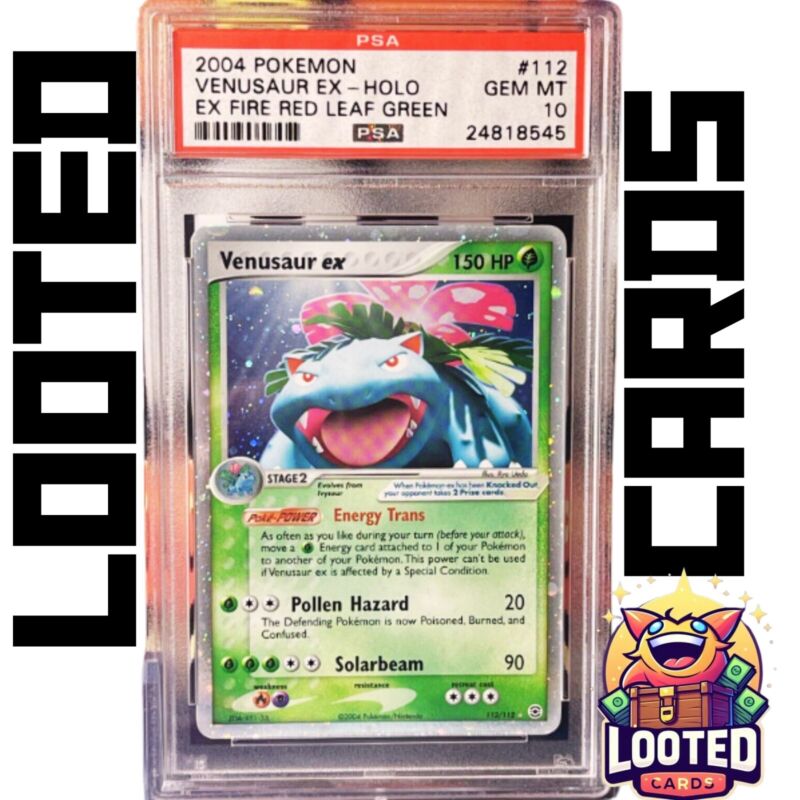 LOOTED
CARDS
PSA
2004 POKEMON #112
VENUSAUR EX - HOLO GEM MT
EX FIRE RED LEAF GREEN 10
PSA 24818545
Venusaur ex 150 HP
Illus. Ryo Ueda
STAGE 2 Evolves from
Ivysaur
When Pokémon-ex has been Knocked Out,
your opponent takes 2 Prize cards.
POKé-POWER Energy Trans
As often as you like during your turn (before your attack),
move a Energy card attached to 1 of your Pokémon
to another of your Pokémon. This power can't be used
if Venusaur ex is affected by a Special Condition.
Pollen Hazard 20
The Defending Pokémon is now Poisoned, Burned, and
Confused.
Solarbeam 90
weakness resistance retreat cost
©2004 Pokémon/Nintendo 112/112
LOOTED
CARDS